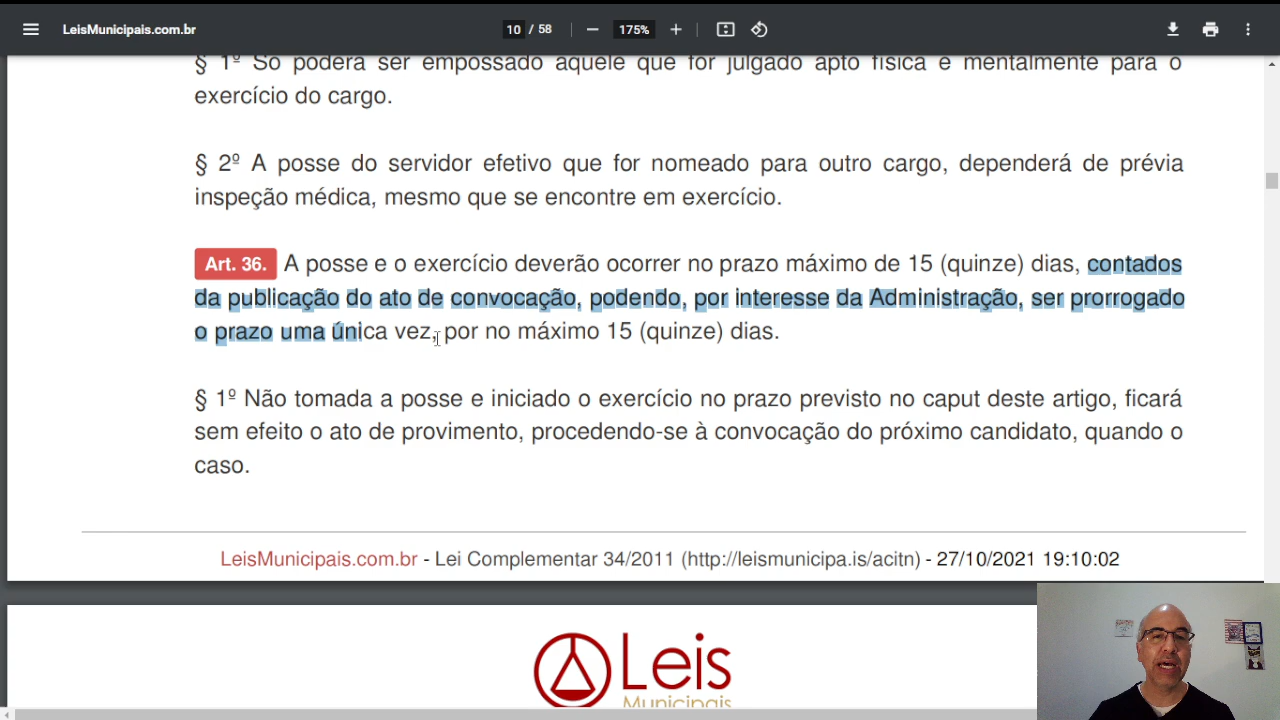 LeisMunicipais.com.br
10 / 58
175%
§ 1º Só poderá ser empossado aquele que for julgado apto física e mentalmente para o
exercício do cargo.
§ 2º A posse do servidor efetivo que for nomeado para outro cargo, dependerá de prévia
inspeção médica, mesmo que se encontre em exercício.
Art. 36. A posse e o exercício deverão ocorrer no prazo máximo de 15 (quinze) dias, contados
da publicação do ato de convocação, podendo, por interesse da Administração, ser prorrogado
o prazo uma única vez, por no máximo 15 (quinze) dias.
§ 1º Não tomada a posse e iniciado o exercício no prazo previsto no caput deste artigo, ficará
sem efeito o ato de provimento, procedendo-se à convocação do próximo candidato, quando o
caso.
LeisMunicipais.com.br - Lei Complementar 34/2011 (http://leismunicipa.is/acitn) - 27/10/2021 19:10:02
Leis
Municipais